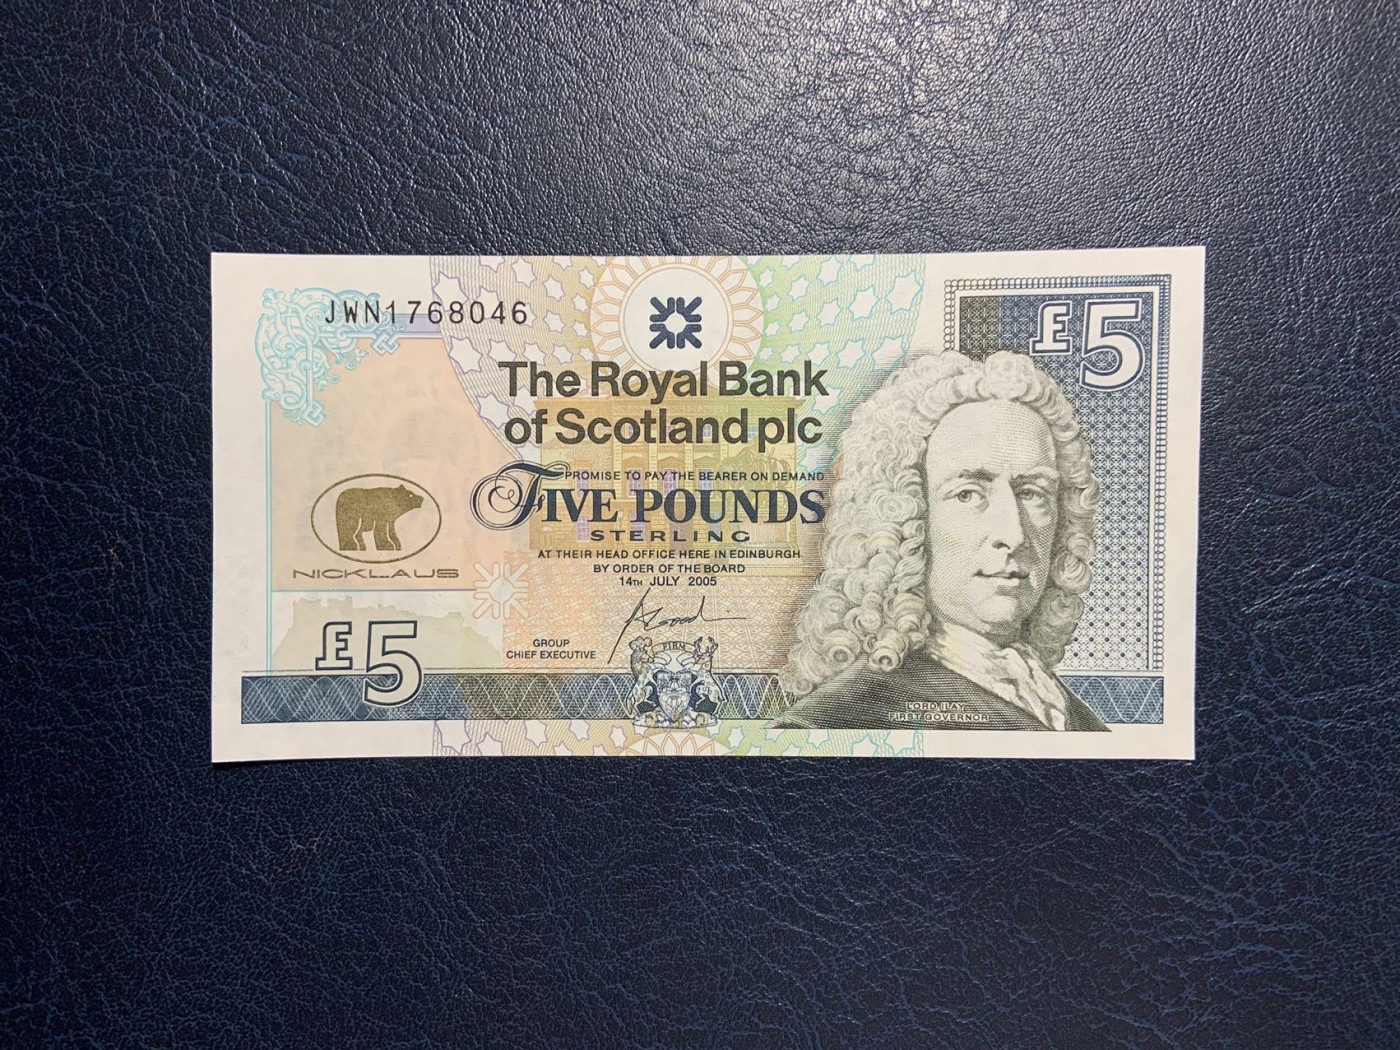 JWN1768046
£5
The Royal Bank
of Scotland plc
PROMISE TO PAY THE BEARER ON DEMAND
FIVE POUNDS
STERLING
AT THEIR HEAD OFFICE HERE IN EDINBURGH
BY ORDER OF THE BOARD
14TH JULY 2005
NICKLAUS
£5
GROUP
CHIEF EXECUTIVE
FIRM
LORD ILAY
FIRST GOVERNOR